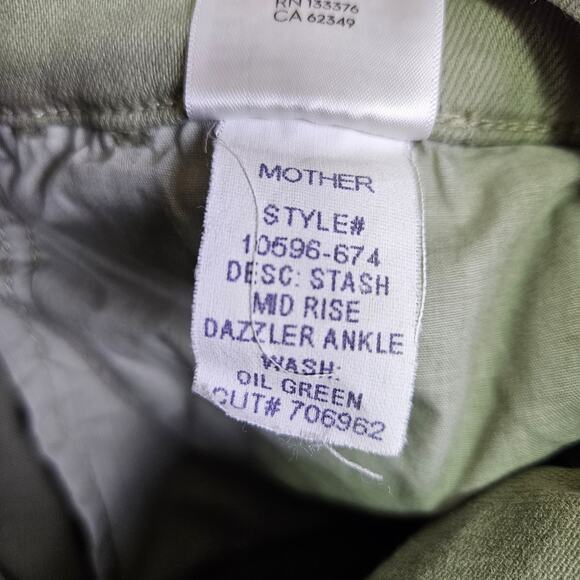 RN 133376
CA 62349
MOTHER
STYLE#
10596-674
DESC: STASH
MID RISE
DAZZLER ANKLE
WASH:
OIL GREEN
CUT# 706962